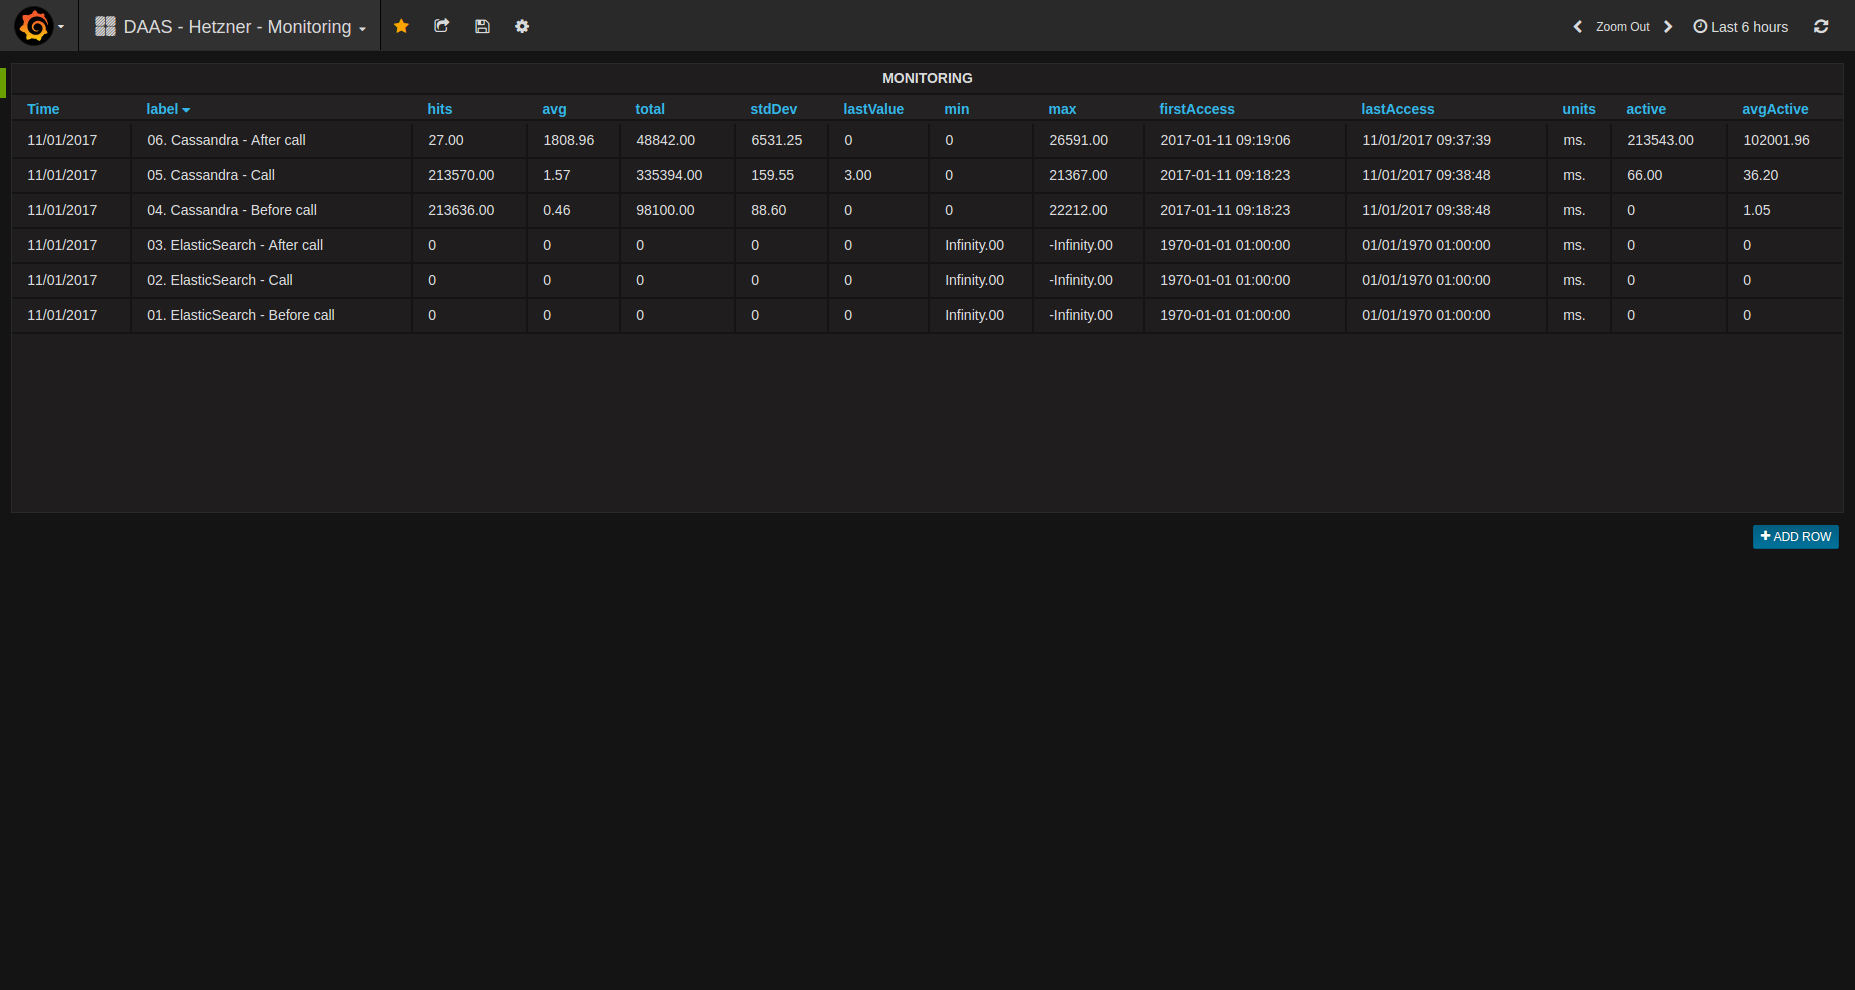 DAAS - Hetzner - Monitoring Zoom Out Last 6 hours
MONITORING
Time label hits avg total stdDev lastValue min max firstAccess lastAccess units active avgActive
11/01/2017 06. Cassandra - After call 27.00 1808.96 48842.00 6531.25 0 0 26591.00 2017-01-11 09:19:06 11/01/2017 09:37:39 ms. 213543.00 102001.96
11/01/2017 05. Cassandra - Call 213570.00 1.57 335394.00 159.55 3.00 0 21367.00 2017-01-11 09:18:23 11/01/2017 09:38:48 ms. 66.00 36.20
11/01/2017 04. Cassandra - Before call 213636.00 0.46 98100.00 88.60 0 0 22212.00 2017-01-11 09:18:23 11/01/2017 09:38:48 ms. 0 1.05
11/01/2017 03. ElasticSearch - After call 0 0 0 0 0 Infinity.00 -Infinity.00 1970-01-01 01:00:00 01/01/1970 01:00:00 ms. 0 0
11/01/2017 02. ElasticSearch - Call 0 0 0 0 0 Infinity.00 -Infinity.00 1970-01-01 01:00:00 01/01/1970 01:00:00 ms. 0 0
11/01/2017 01. ElasticSearch - Before call 0 0 0 0 0 Infinity.00 -Infinity.00 1970-01-01 01:00:00 01/01/1970 01:00:00 ms. 0 0
ADD ROW